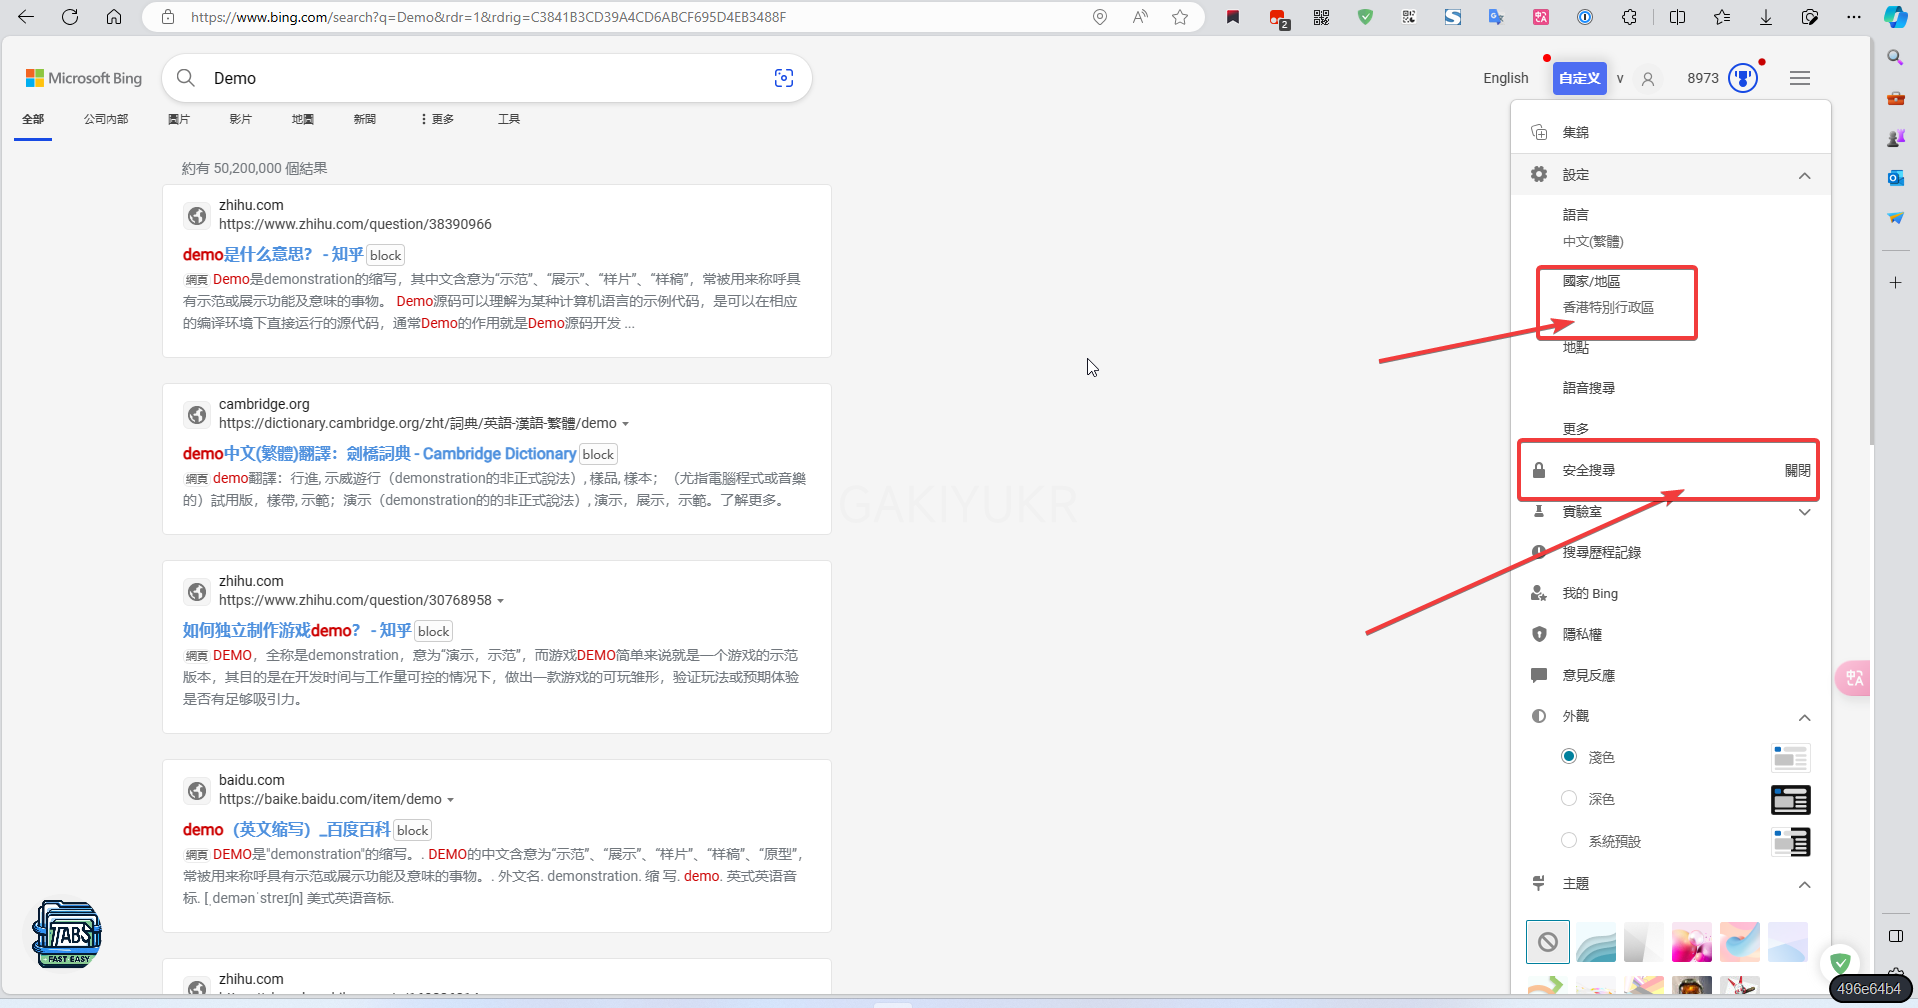 https://www.bing.com/search?q=Demo&rdr=1&rdrig=C3841B3CD39A4CD6ABCF695D4EB3488F
2
Microsoft Bing
Demo
English
自定义
v
8973
全部
公司内部
圖片
影片
地圖
新聞
更多
工具
約有 50,200,000 個結果
zhihu.com
https://www.zhihu.com/question/38390966
demo是什么意思? - 知乎 block
網頁 Demo是demonstration的缩写，其中文含意为“示范”、“展示”、“样片”、“样稿”，常被用来称呼具
有示范或展示功能及意味的事物。 Demo源码可以理解为某种计算机语言的示例代码，是可以在相应
的编译环境下直接运行的源代码，通常Demo的作用就是Demo源码开发 ...
cambridge.org
https://dictionary.cambridge.org/zht/詞典/英語-漢語-繁體/demo
demo中文(繁體)翻譯：劍橋詞典 - Cambridge Dictionary block
網頁 demo翻譯：行進, 示威遊行（demonstration的非正式說法）, 樣品, 樣本；（尤指電腦程式或音樂
的）試用版，樣帶, 示範；演示（demonstration的的非正式說法）, 演示，展示，示範。了解更多。
zhihu.com
https://www.zhihu.com/question/30768958
如何独立制作游戏demo？ - 知乎 block
網頁 DEMO，全称是demonstration，意为“演示，示范”，而游戏DEMO简单来说就是一个游戏的示范
版本，其目的是在开发时间与工作量可控的情况下，做出一款游戏的可玩雏形，验证玩法或预期体验
是否有足够吸引力。
baidu.com
https://baike.baidu.com/item/demo
demo（英文缩写）_百度百科 block
網頁 DEMO是"demonstration"的缩写。. DEMO的中文含意为“示范”、“展示”、“样片”、“样稿”、“原型”，
常被用来称呼具有示范或展示功能及意味的事物。. 外文名. demonstration. 缩 写. demo. 英式英语音
标. [ˌdemənˈstreɪʃn] 美式英语音标.
zhihu.com
集錦
設定
語言
中文(繁體)
國家/地區
香港特別行政區
地點
語音搜尋
更多
安全搜尋
關閉
實驗室
搜尋歷程記錄
我的 Bing
隱私權
意見反應
外觀
淺色
深色
系統預設
主題
GAKIYUKR
TABS
FAST EASY
496e64b4